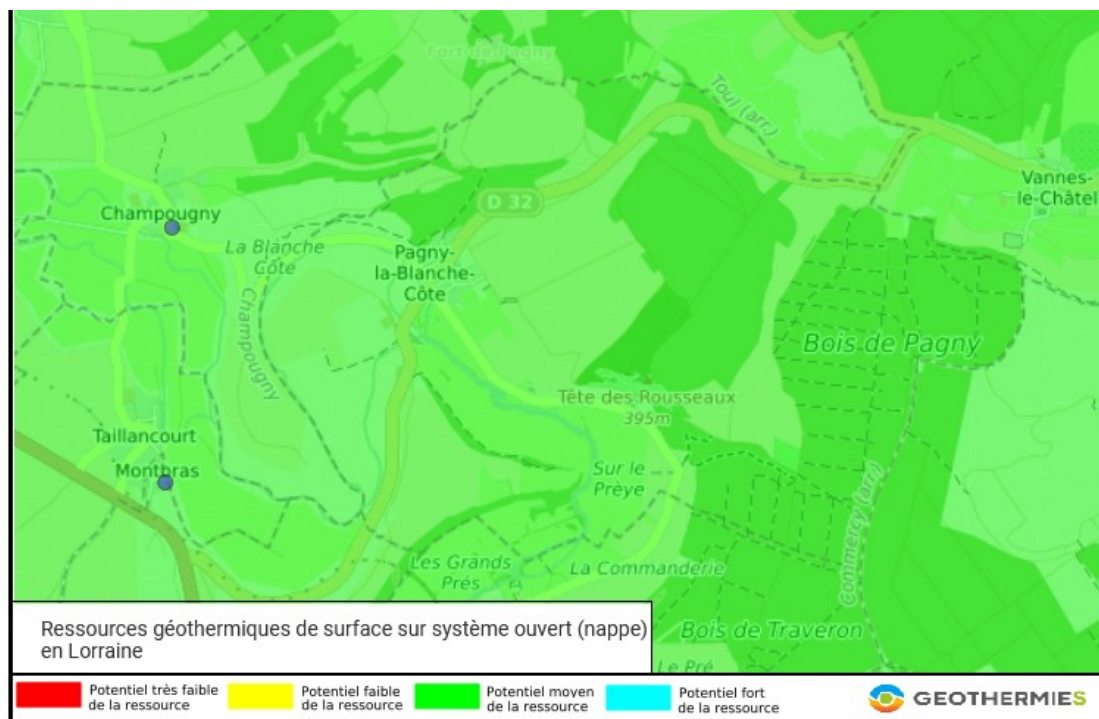 Fort de Pagny
Toul (arr.)
Vannes-
le-Châtel
D 32
Champougny
La Blanche
Côte
Pagny-
la-Blanche-
Côte
Champougny
Bois de Pagny
Tête des Rousseaux
395m
Taillancourt
Montbras
Sur le
Prèye
Commercy (arr.)
Les Grands
Prés
La Commanderie
Bois de Traveron
Le Pré
Ressources géothermiques de surface sur système ouvert (nappe)
en Lorraine
Potentiel très faible
de la ressource
Potentiel faible
de la ressource
Potentiel moyen
de la ressource
Potentiel fort
de la ressource
GEOTHERMIES